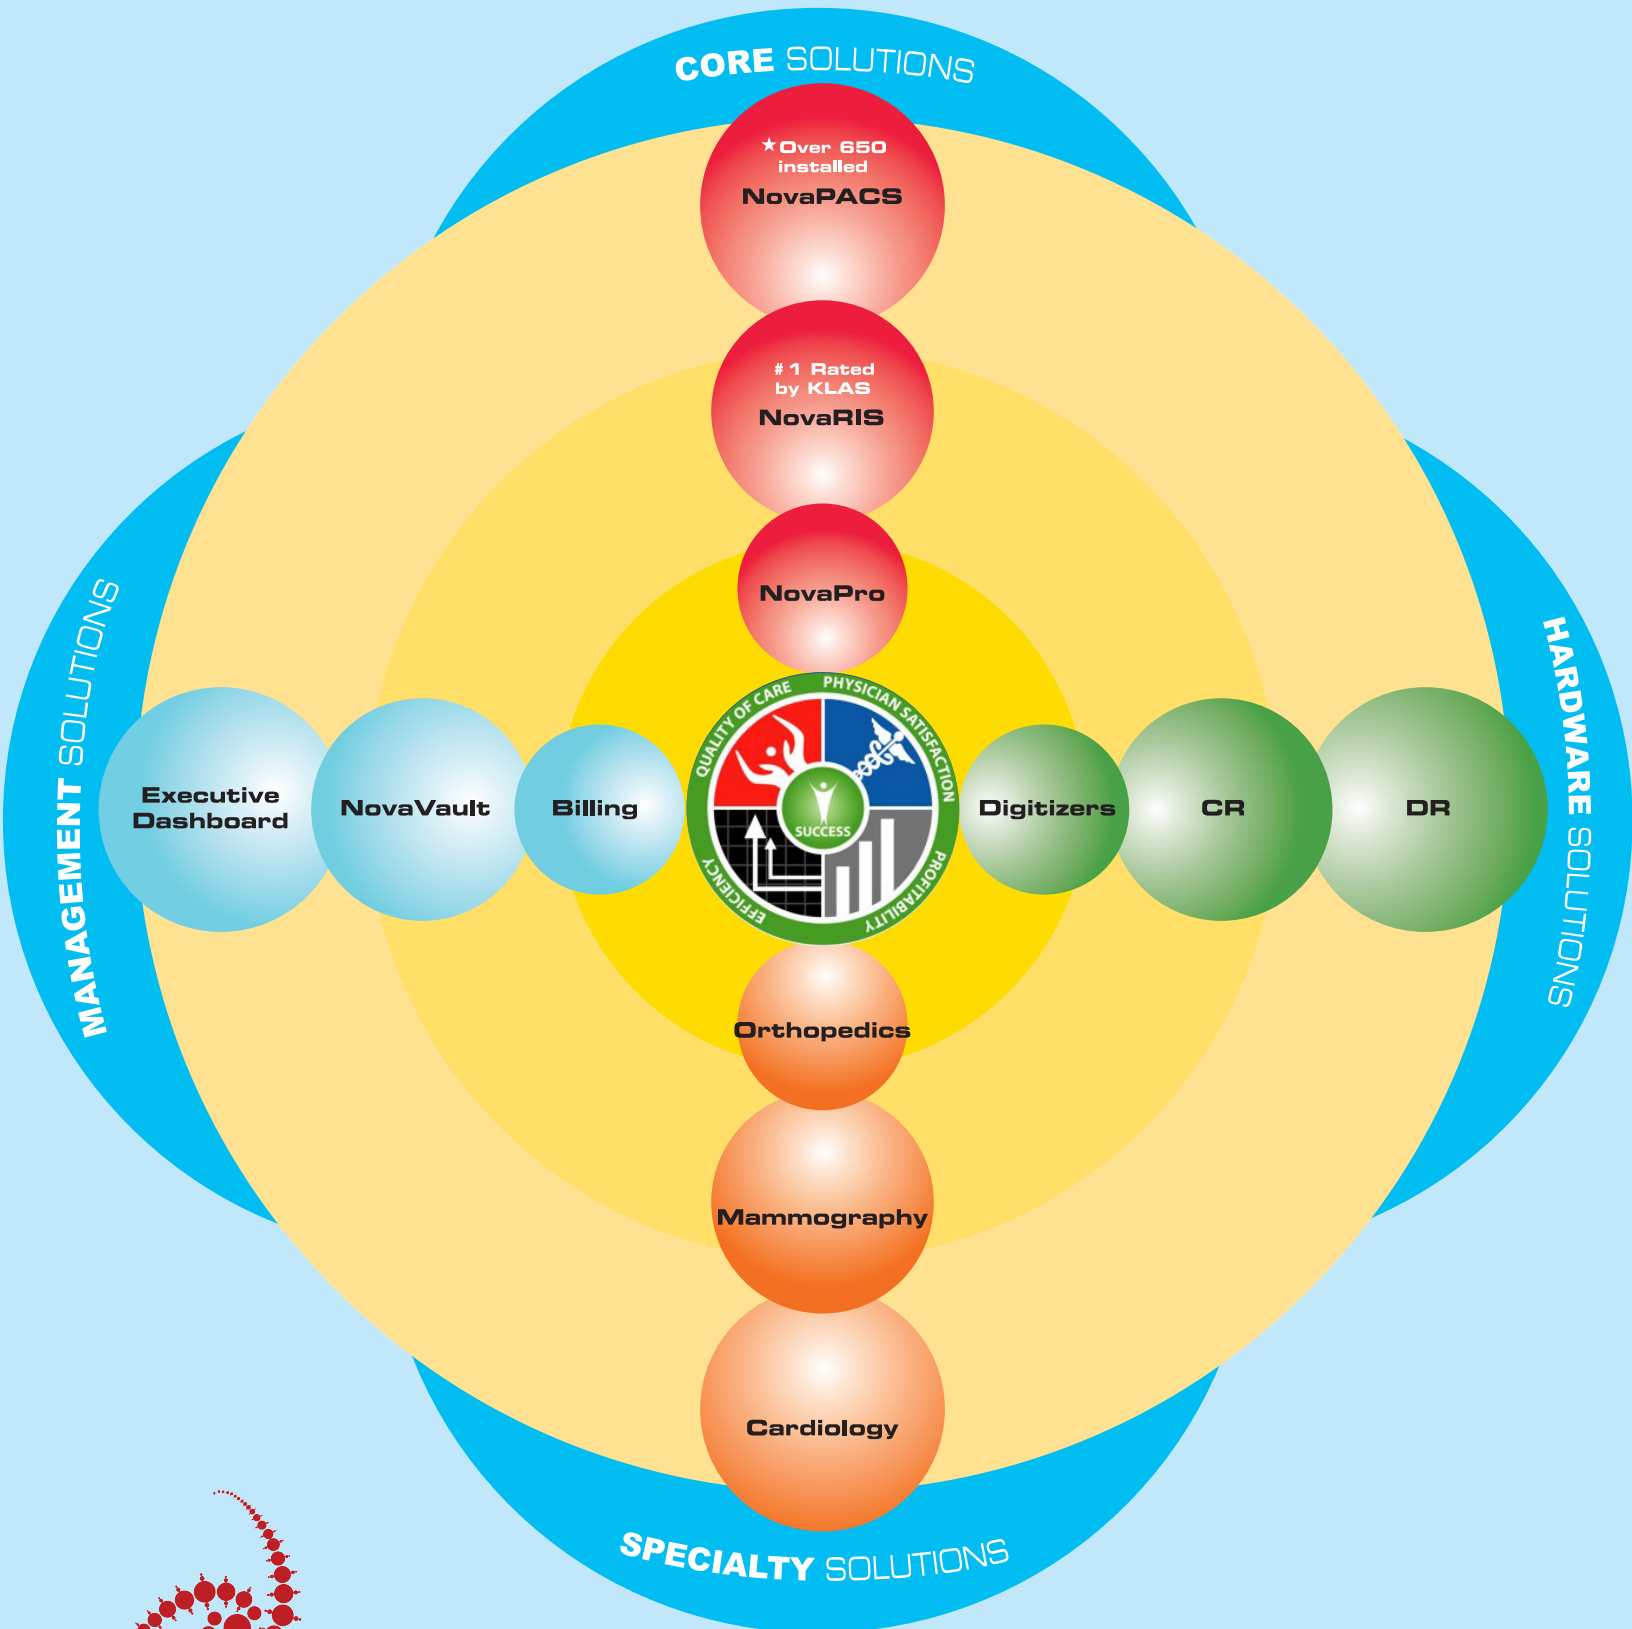 CORE SOLUTIONS
★Over 650
installed
NovaPACS
#1 Rated
by KLAS
NovaRIS
NovaPro
MANAGEMENT SOLUTIONS
Executive
Dashboard
NovaVault
Billing
QUALITY OF CARE
PHYSICIAN SATISFACTION
SUCCESS
EFFICIENCY
PROFITABILITY
Digitizers
CR
DR
HARDWARE SOLUTIONS
Orthopedics
Mammography
Cardiology
SPECIALTY SOLUTIONS